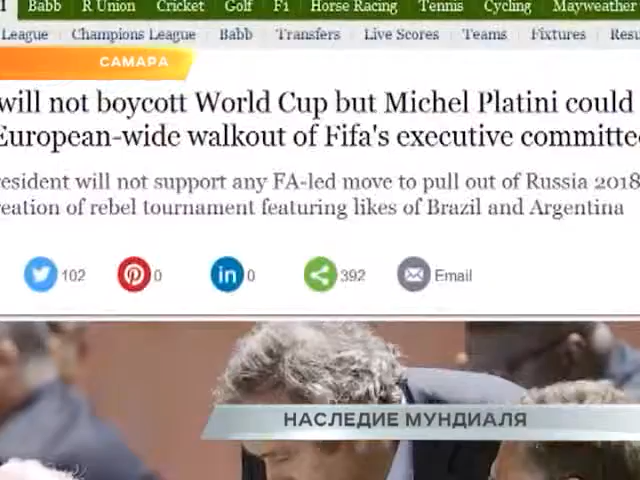 Babb R Union Cricket Golf F1 Horse Racing Tennis Cycling Mayweather
League Champions League Babb Transfers Live Scores Teams Fixtures
САМАРА
will not boycott World Cup but Michel Platini could
European-wide walkout of Fifa's executive committee
resident will not support any FA-led move to pull out of Russia 2018
reation of rebel tournament featuring likes of Brazil and Argentina
102 0 in 0 392 Email
НАСЛЕДИЕ МУНДИАЛЯ